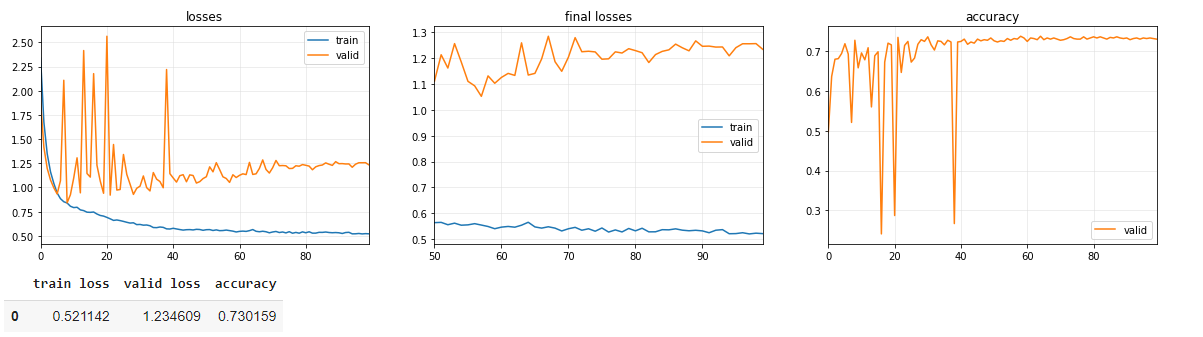 losses
2.50
2.25
2.00
1.75
1.50
1.25
1.00
0.75
0.50
0 20 40 60 80
train
valid
final losses
1.3
1.2
1.1
1.0
0.9
0.8
0.7
0.6
0.5
50 60 70 80 90
train
valid
accuracy
0.7
0.6
0.5
0.4
0.3
0 20 40 60 80
valid
train loss valid loss accuracy
0 0.521142 1.234609 0.730159